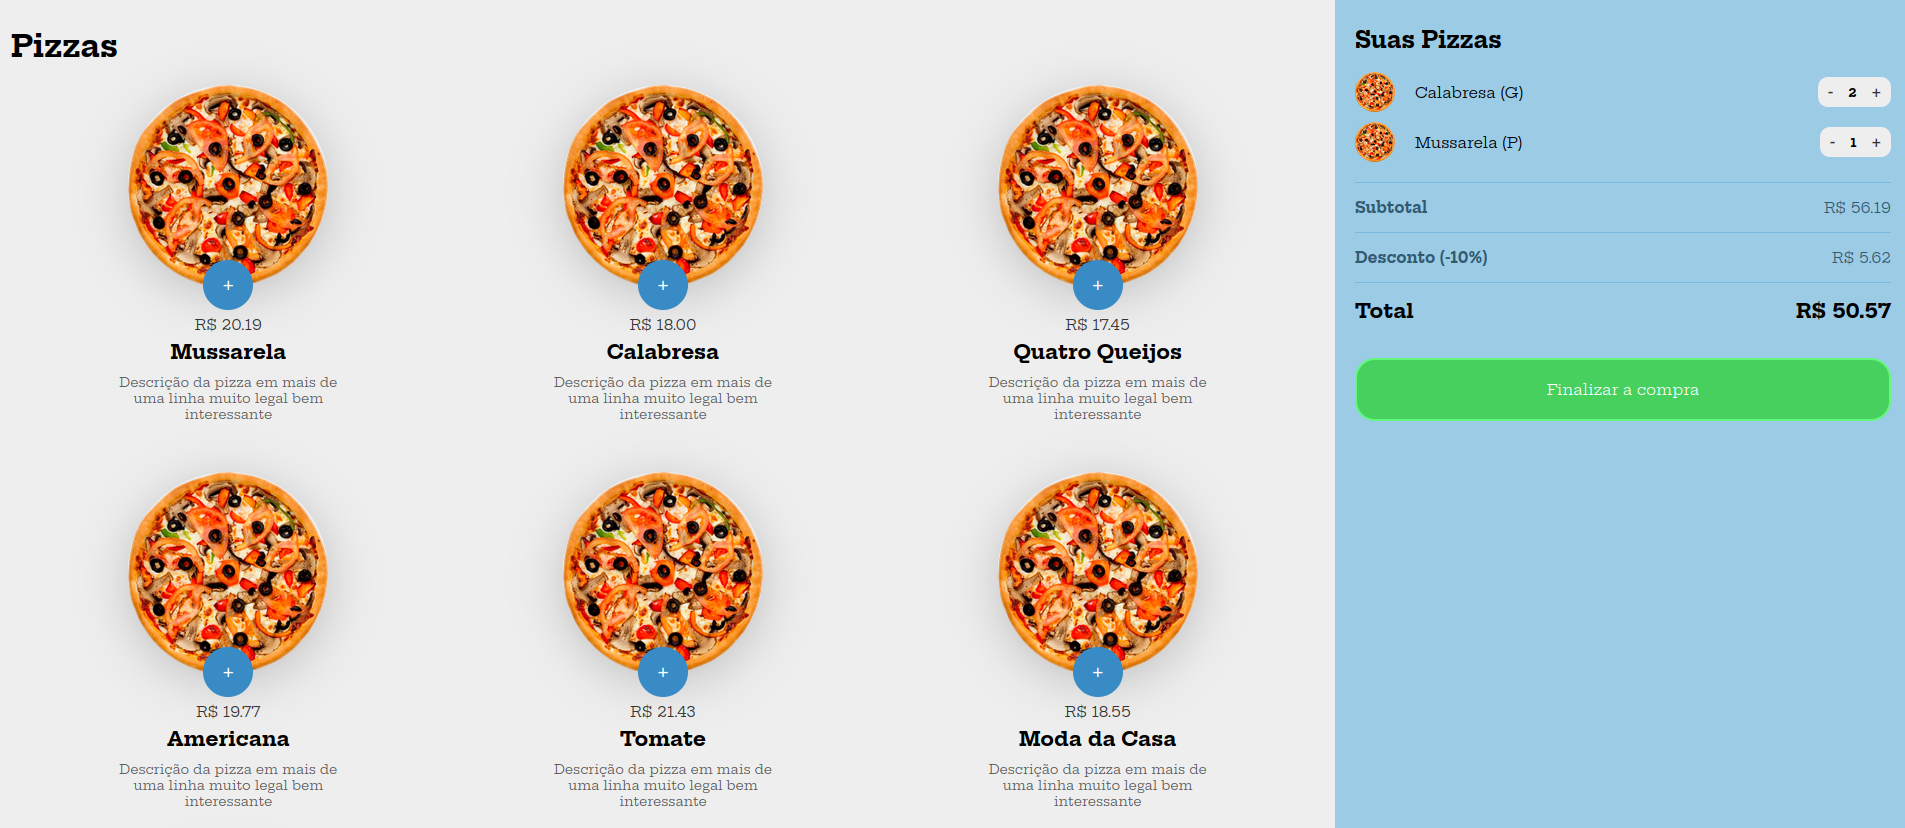 Pizzas
+
R$ 20.19
Mussarela
Descrição da pizza em mais de
uma linha muito legal bem
interessante
+
R$ 18.00
Calabresa
Descrição da pizza em mais de
uma linha muito legal bem
interessante
+
R$ 17.45
Quatro Queijos
Descrição da pizza em mais de
uma linha muito legal bem
interessante
+
R$ 19.77
Americana
Descrição da pizza em mais de
uma linha muito legal bem
interessante
+
R$ 21.43
Tomate
Descrição da pizza em mais de
uma linha muito legal bem
interessante
+
R$ 18.55
Moda da Casa
Descrição da pizza em mais de
uma linha muito legal bem
interessante
Suas Pizzas
Calabresa (G) - 2 +
Mussarela (P) - 1 +
Subtotal R$ 56.19
Desconto (-10%) R$ 5.62
Total R$ 50.57
Finalizar a compra